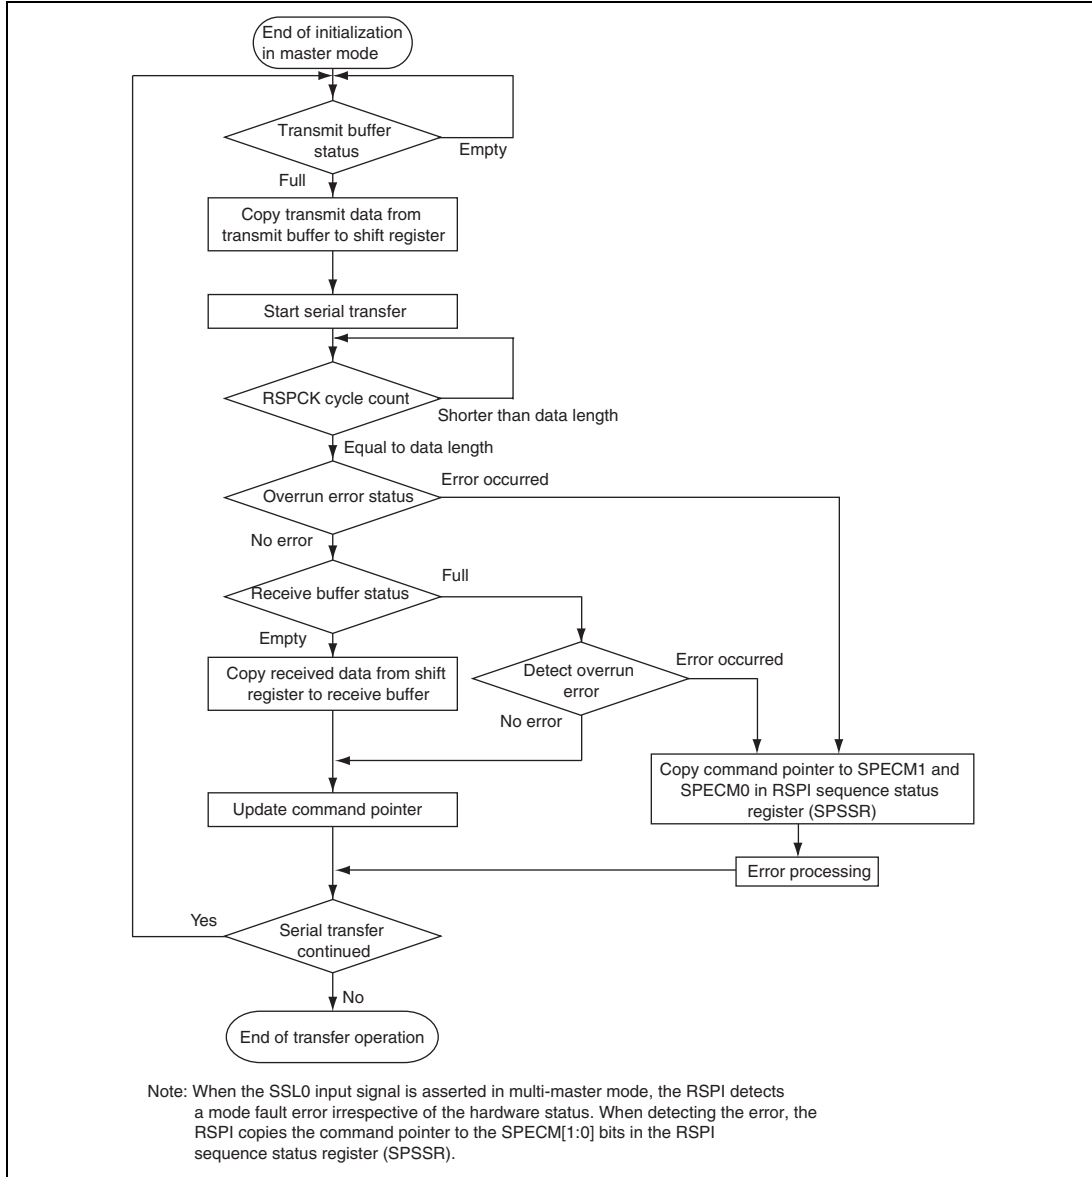 End of initialization
in master mode
Transmit buffer
status
Empty
Full
Copy transmit data from
transmit buffer to shift register
Start serial transfer
RSPCK cycle count
Shorter than data length
Equal to data length
Error occurred
Overrun error status
No error
Full
Receive buffer status
Empty
Copy received data from shift
register to receive buffer
Detect overrun
error
Error occurred
No error
Copy command pointer to SPECM1 and
SPECM0 in RSPI sequence status
register (SPSSR)
Update command pointer
Error processing
Yes
Serial transfer
continued
No
End of transfer operation
Note: When the SSL0 input signal is asserted in multi-master mode, the RSPI detects
a mode fault error irrespective of the hardware status. When detecting the error, the
RSPI copies the command pointer to the SPECM[1:0] bits in the RSPI
sequence status register (SPSSR).